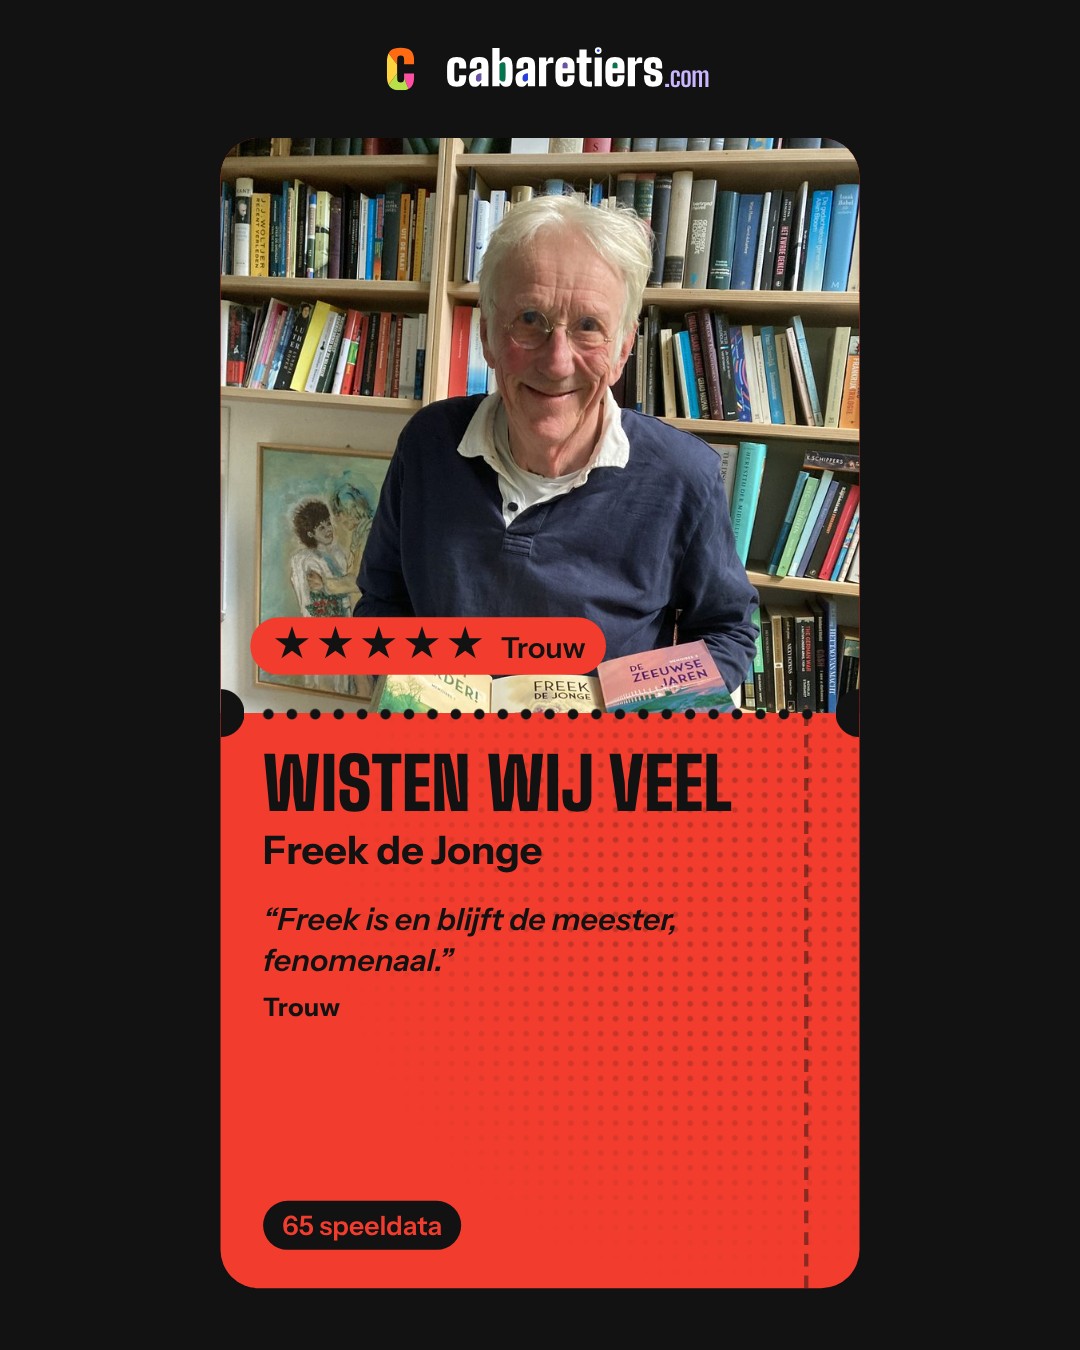 cabaretiers.com
E.SCHIPPERS
★★★★★ Trouw
FREEK
DE JONGE
DE
ZEEUWSE
JAREN
WISTEN WIJ VEEL
Freek de Jonge
“Freek is en blijft de meester,
fenomenaal.”
Trouw
65 speeldata